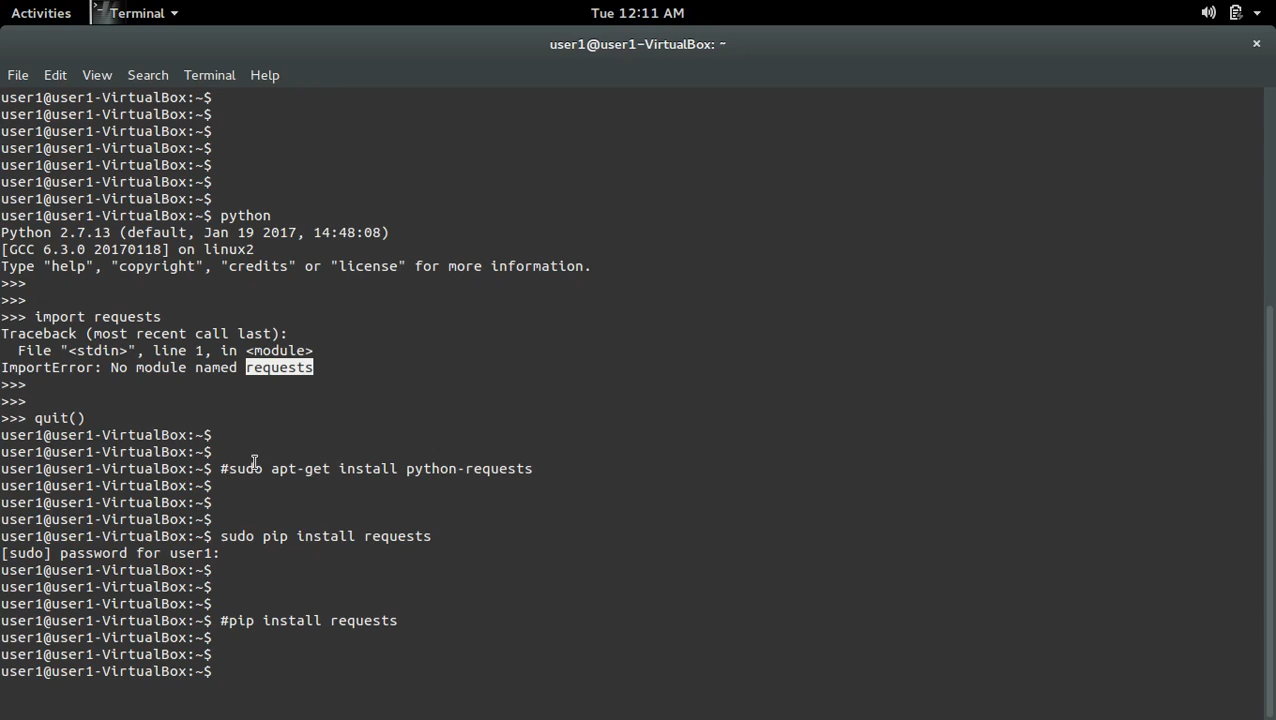 Activities Terminal Tue 12:11 AM
user1@user1-VirtualBox: ~ ×
File Edit View Search Terminal Help
user1@user1-VirtualBox:~$
user1@user1-VirtualBox:~$
user1@user1-VirtualBox:~$
user1@user1-VirtualBox:~$
user1@user1-VirtualBox:~$
user1@user1-VirtualBox:~$
user1@user1-VirtualBox:~$
user1@user1-VirtualBox:~$ python
Python 2.7.13 (default, Jan 19 2017, 14:48:08)
[GCC 6.3.0 20170118] on linux2
Type "help", "copyright", "credits" or "license" for more information.
>>>
>>>
>>> import requests
Traceback (most recent call last):
  File "<stdin>", line 1, in <module>
ImportError: No module named requests
>>>
>>>
>>> quit()
user1@user1-VirtualBox:~$
user1@user1-VirtualBox:~$
user1@user1-VirtualBox:~$ #sudo apt-get install python-requests
user1@user1-VirtualBox:~$
user1@user1-VirtualBox:~$
user1@user1-VirtualBox:~$
user1@user1-VirtualBox:~$ sudo pip install requests
[sudo] password for user1:
user1@user1-VirtualBox:~$
user1@user1-VirtualBox:~$
user1@user1-VirtualBox:~$
user1@user1-VirtualBox:~$ #pip install requests
user1@user1-VirtualBox:~$
user1@user1-VirtualBox:~$
user1@user1-VirtualBox:~$